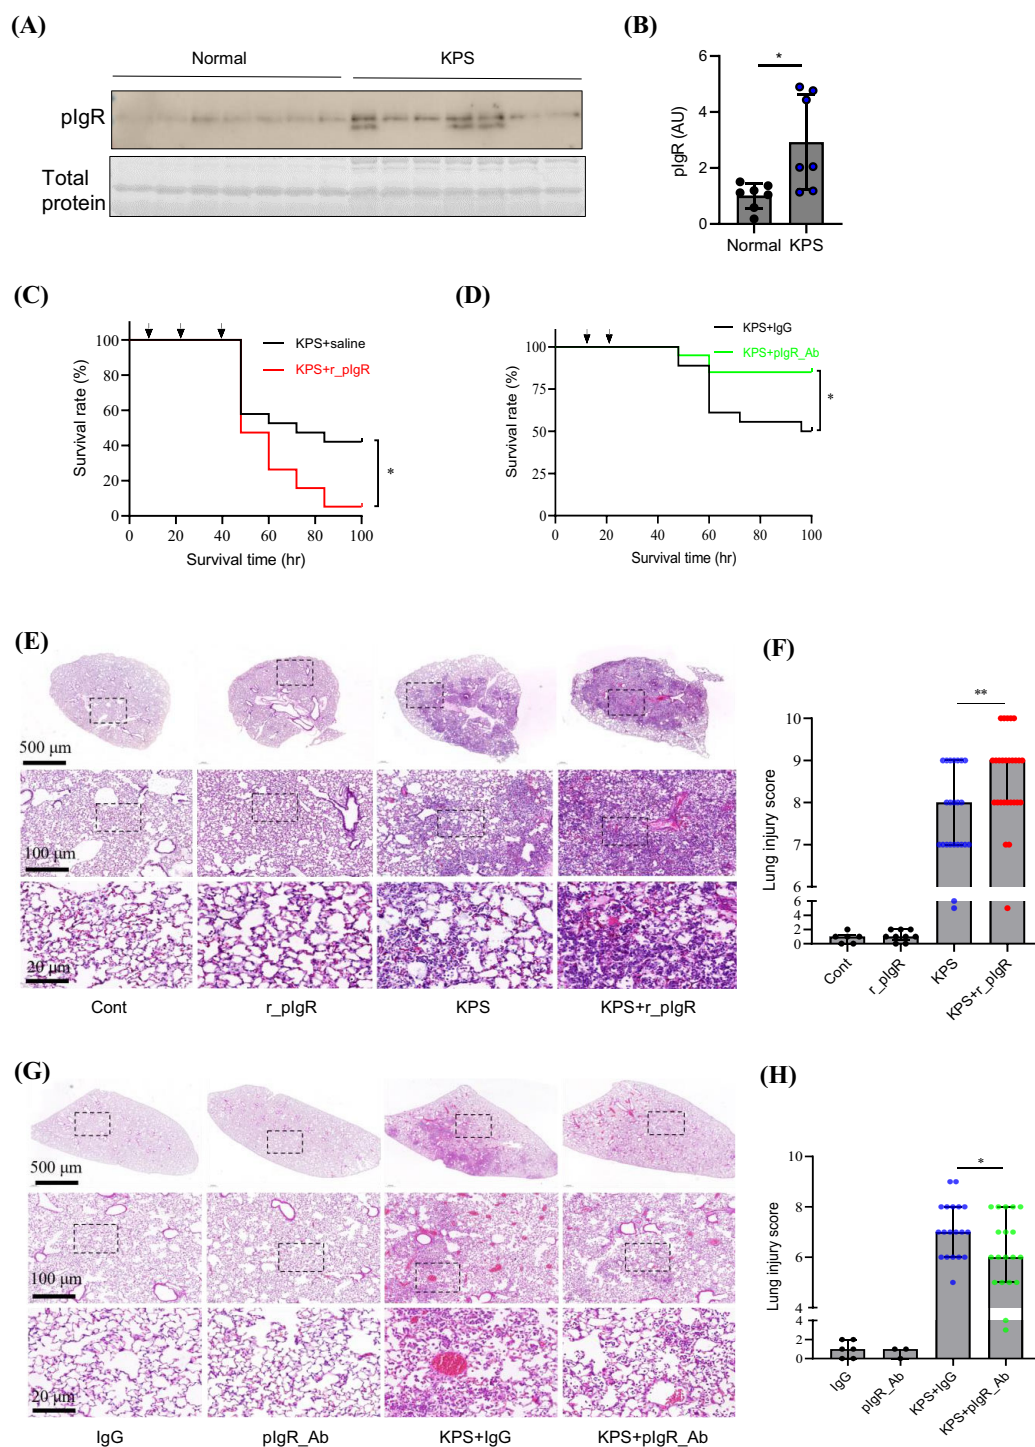 (A)
Normal
KPS
pIgR
Total
protein
(B)
*
6
4
2
0
pIgR (AU)
Normal
KPS
(C)
100
80
60
40
20
0
Survival rate (%)
KPS+saline
KPS+r_pIgR
*
0
20
40
60
80
100
Survival time (hr)
(D)
KPS+IgG
KPS+pIgR_Ab
100
75
50
25
0
Survival rate (%)
*
0
20
40
60
80
100
Survival time (hr)
(E)
500 μm
100 μm
20 μm
Cont
r_pIgR
KPS
KPS+r_pIgR
(F)
**
10
9
8
7
6
6
4
2
0
Lung injury score
Cont
r_pIgR
KPS
KPS+r_pIgR
(G)
500 μm
100 μm
20 μm
IgG
pIgR_Ab
KPS+IgG
KPS+pIgR_Ab
(H)
*
10
8
6
4
4
2
0
Lung injury score
IgG
pIgR_Ab
KPS+IgG
KPS+pIgR_Ab